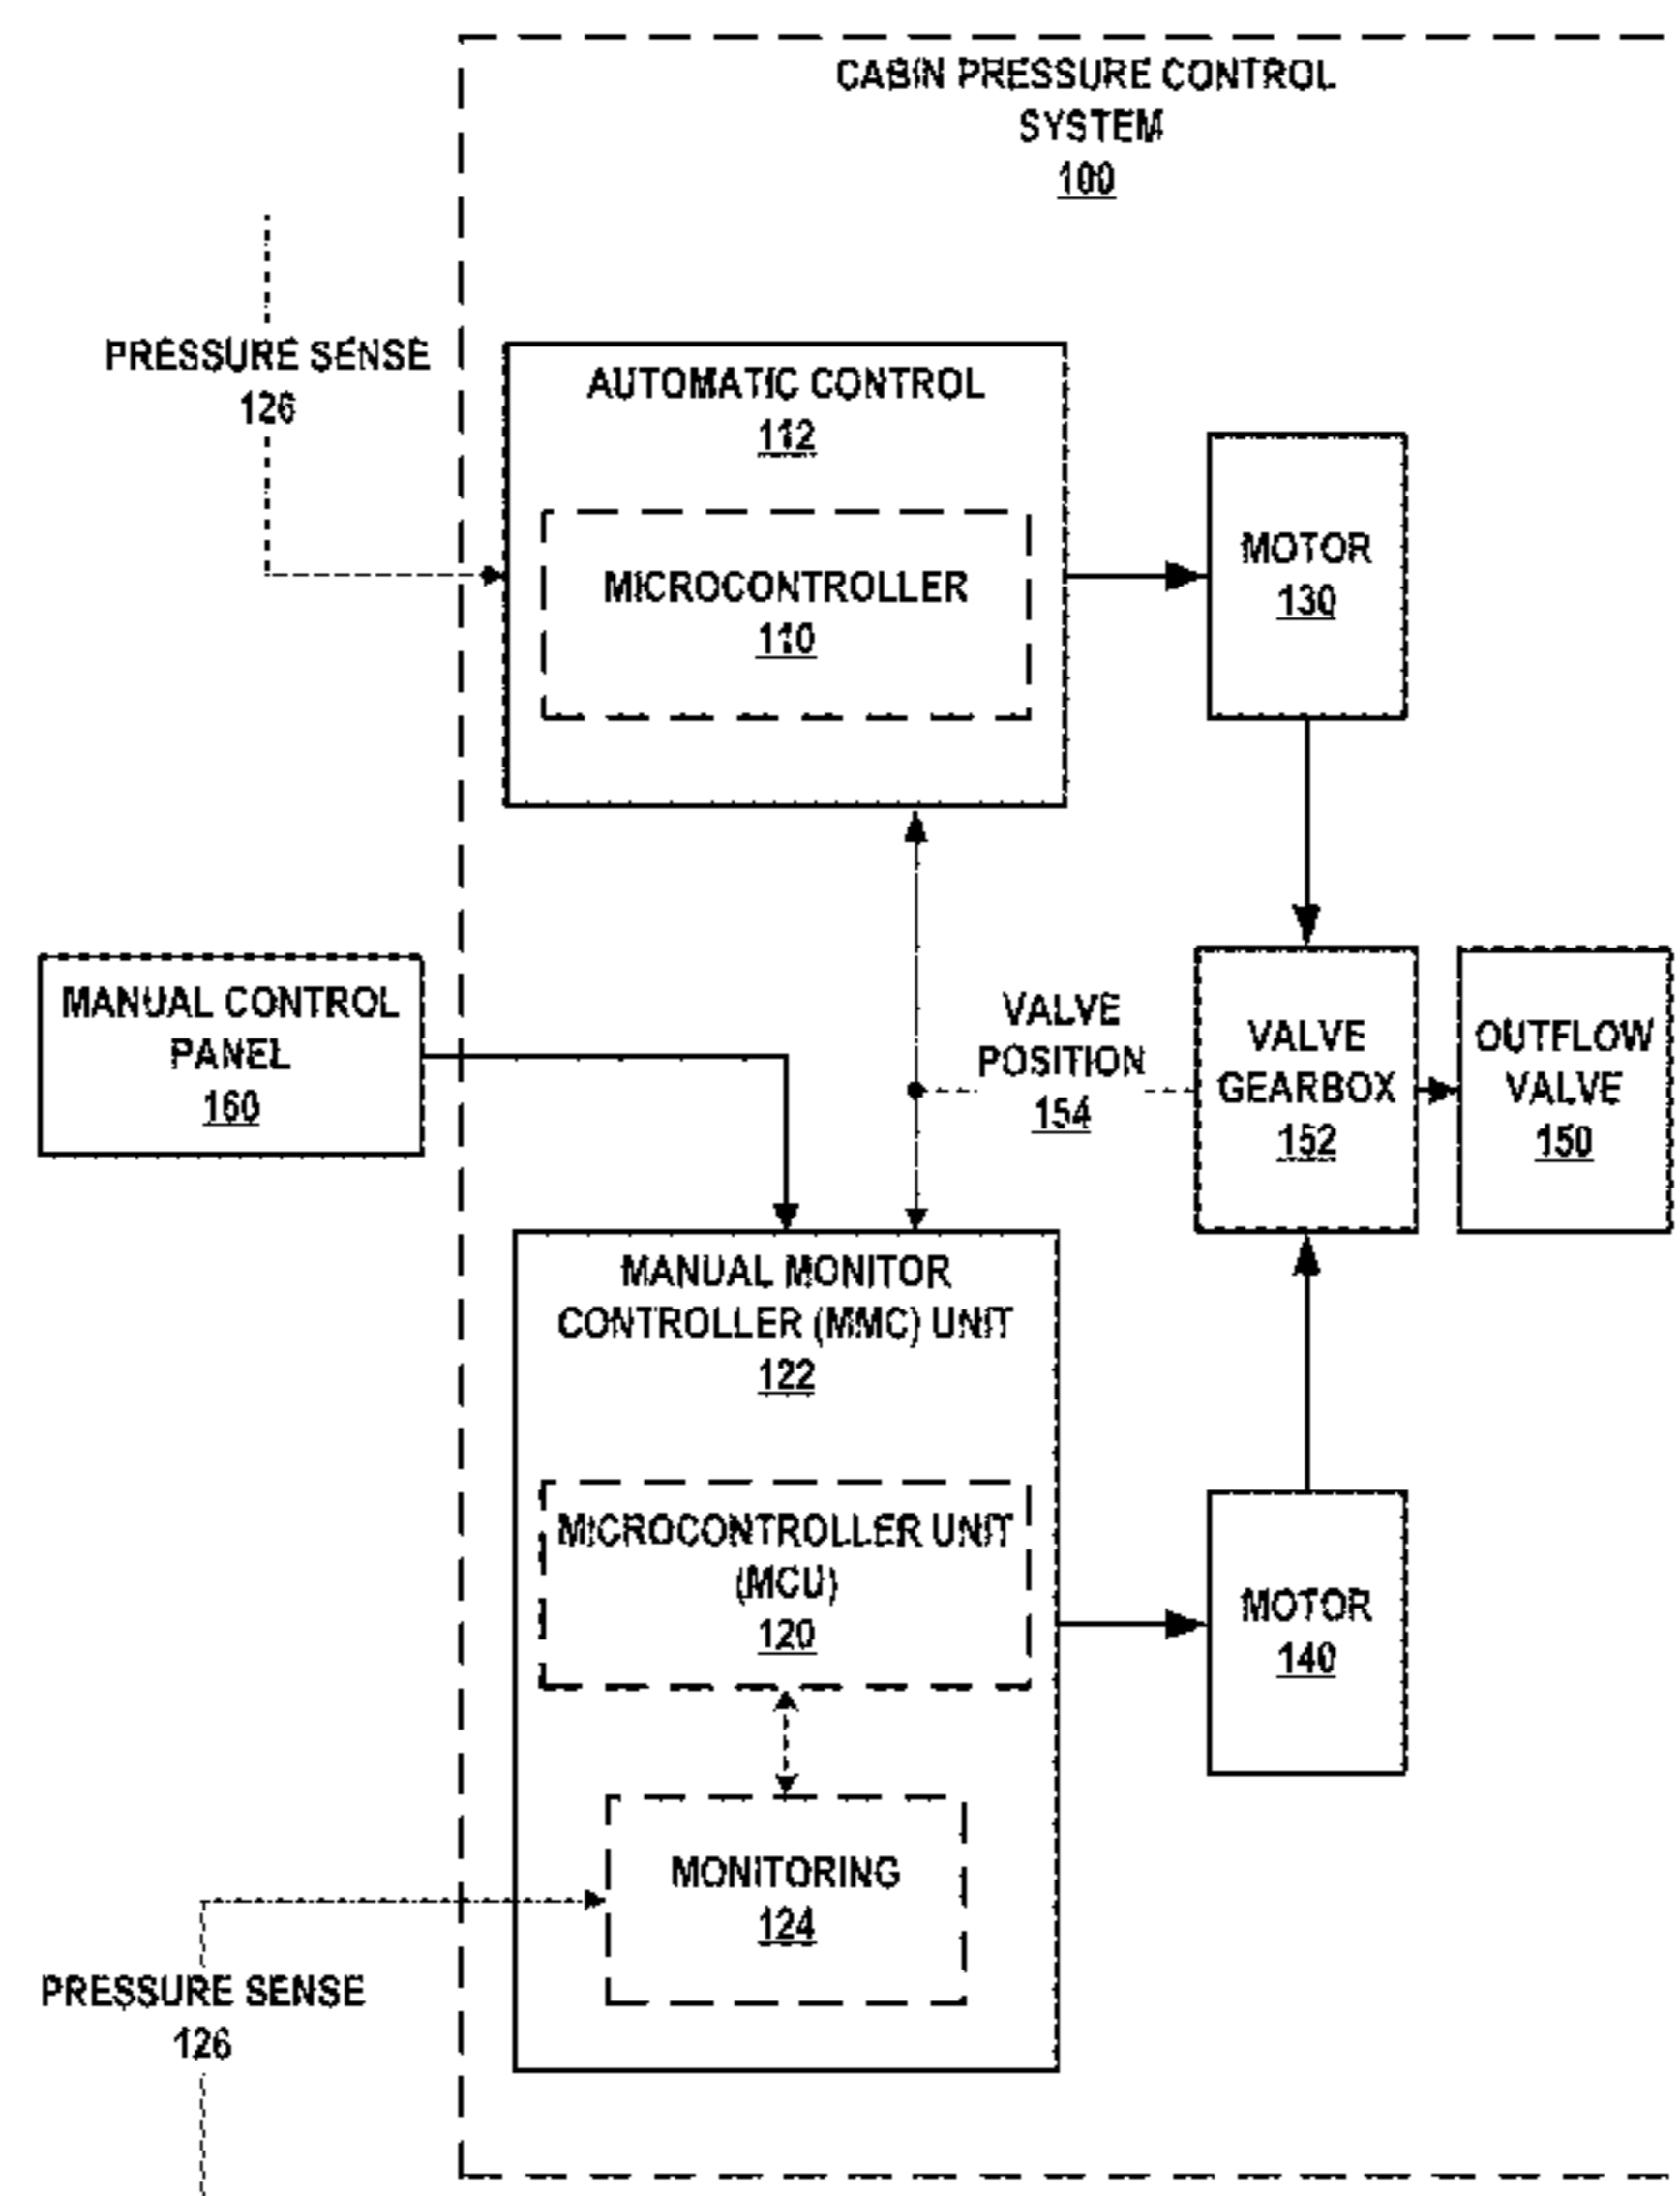 CABIN PRESSURE CONTROL
SYSTEM
100
PRESSURE SENSE
126
AUTOMATIC CONTROL
112
MICROCONTROLLER
110
MOTOR
130
MANUAL CONTROL
PANEL
160
VALVE
POSITION
154
VALVE
GEARBOX
152
OUTFLOW
VALVE
150
MANUAL MONITOR
CONTROLLER (MMC) UNIT
122
MICROCONTROLLER UNIT
(MCU)
120
MOTOR
140
MONITORING
124
PRESSURE SENSE
126